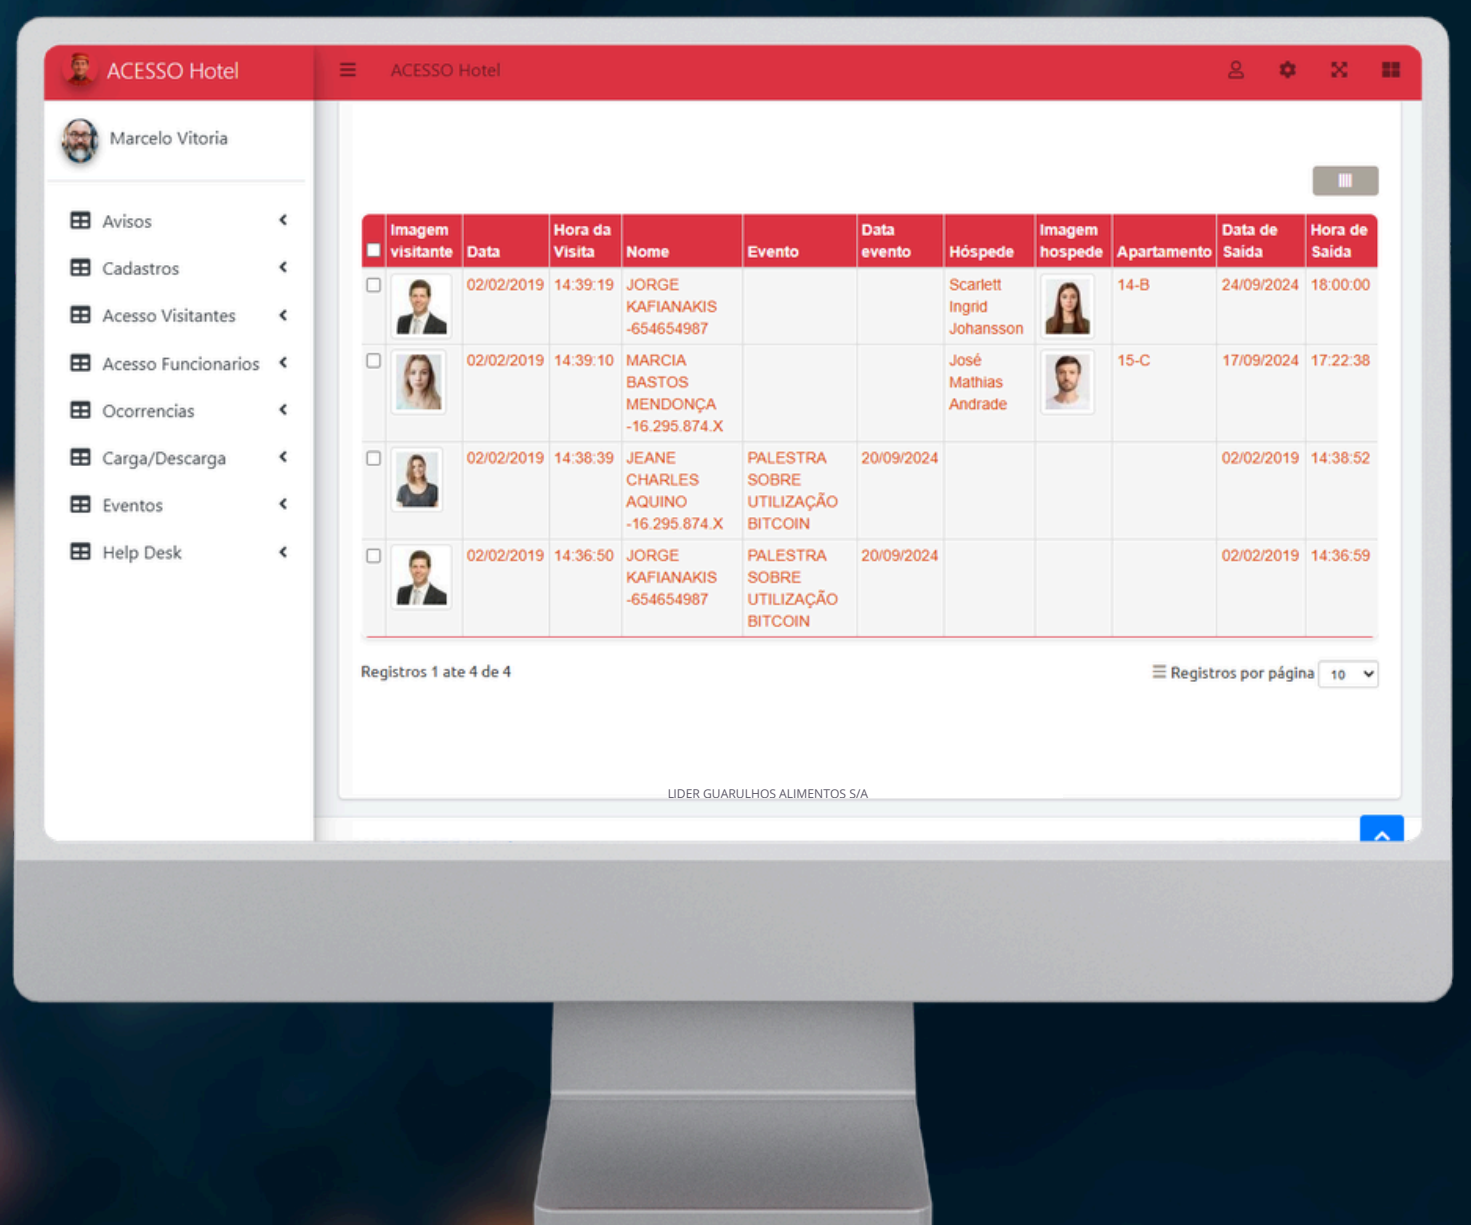 ACESSO Hotel
ACESSO Hotel
Marcelo Vitoria
Avisos
Cadastros
Acesso Visitantes
Acesso Funcionarios
Ocorrencias
Carga/Descarga
Eventos
Help Desk
Imagem visitante Data Hora da Visita Nome Evento Data evento Hóspede Imagem hospede Apartamento Data de Saída Hora de Saída
02/02/2019 14:39:19 JORGE KAFIANAKIS -654654987 Scarlett Ingrid Johansson 14-B 24/09/2024 18:00:00
02/02/2019 14:39:10 MARCIA BASTOS MENDONÇA -16.295.874.X José Mathias Andrade 15-C 17/09/2024 17:22:38
02/02/2019 14:38:39 JEANE CHARLES AQUINO -16.295.874.X PALESTRA SOBRE UTILIZAÇÃO BITCOIN 20/09/2024 02/02/2019 14:38:52
02/02/2019 14:36:50 JORGE KAFIANAKIS -654654987 PALESTRA SOBRE UTILIZAÇÃO BITCOIN 20/09/2024 02/02/2019 14:36:59
Registros 1 ate 4 de 4
Registros por página 10
LIDER GUARULHOS ALIMENTOS S/A